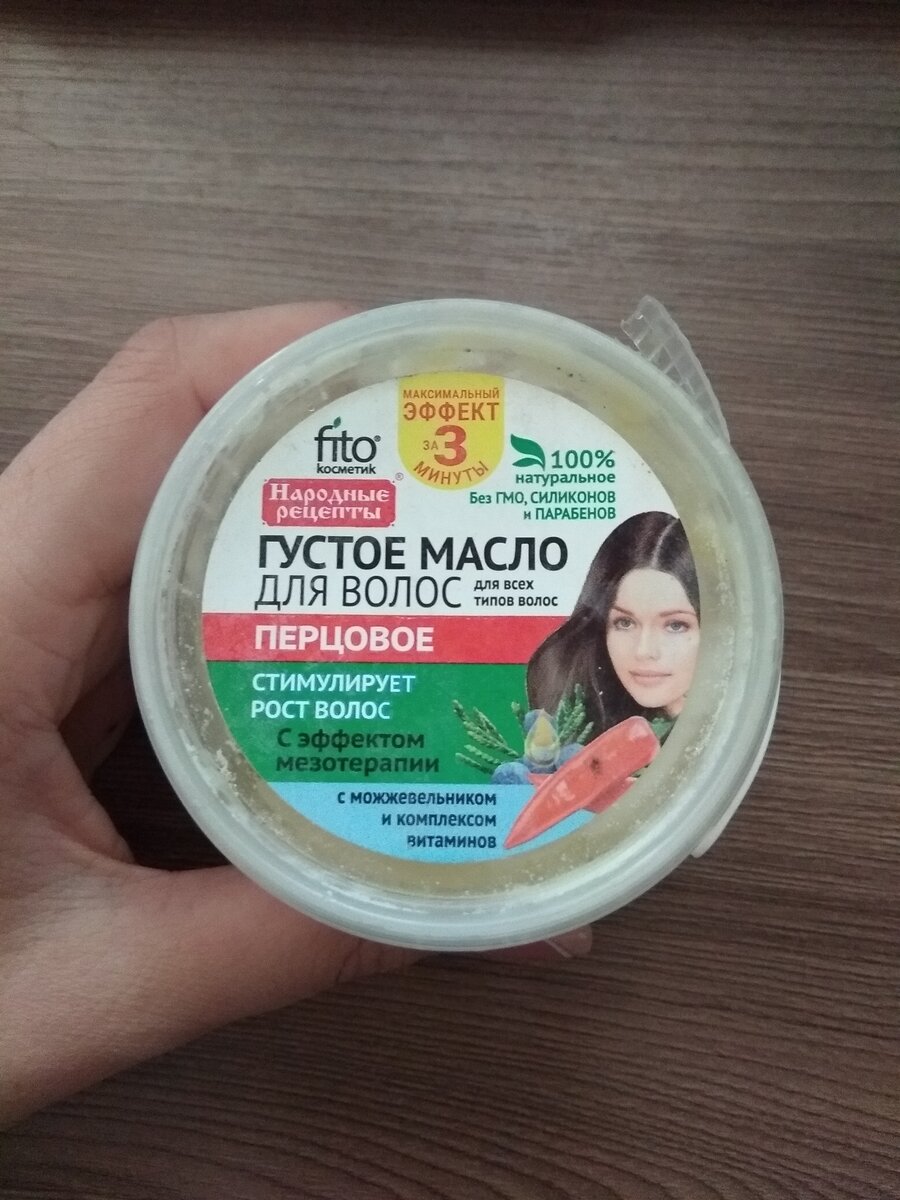 МАКСИМАЛЬНЫЙ
ЭФФЕКТ
ЗА 3
МИНУТЫ
fito®
косметик
Народные
рецепты®
100%
натуральное
Без ГМО, СИЛИКОНОВ
и ПАРАБЕНОВ
ГУСТОЕ МАСЛО
ДЛЯ ВОЛОС
для всех
типов волос
ПЕРЦОВОЕ
СТИМУЛИРУЕТ
РОСТ ВОЛОС
С эффектом
мезотерапии
с можжевельником
и комплексом
витаминов